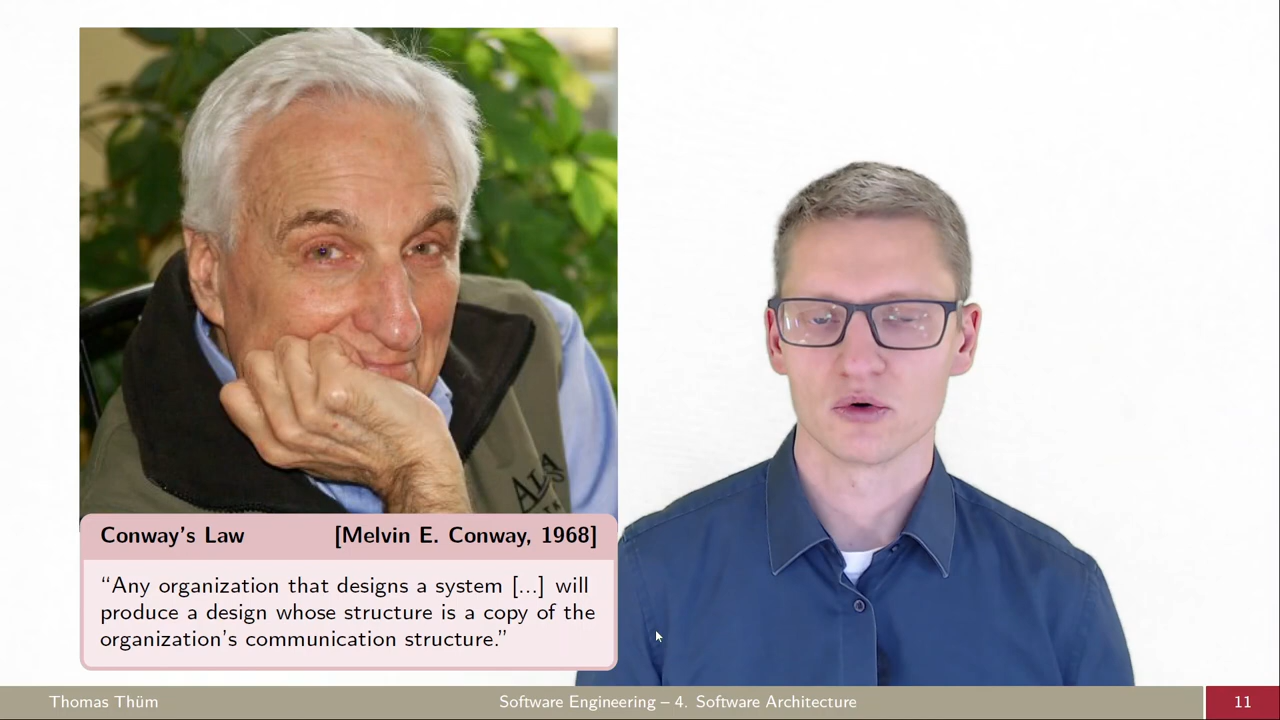 Conway's Law [Melvin E. Conway, 1968]
“Any organization that designs a system [...] will
produce a design whose structure is a copy of the
organization's communication structure.”
Thomas Thüm Software Engineering – 4. Software Architecture 11